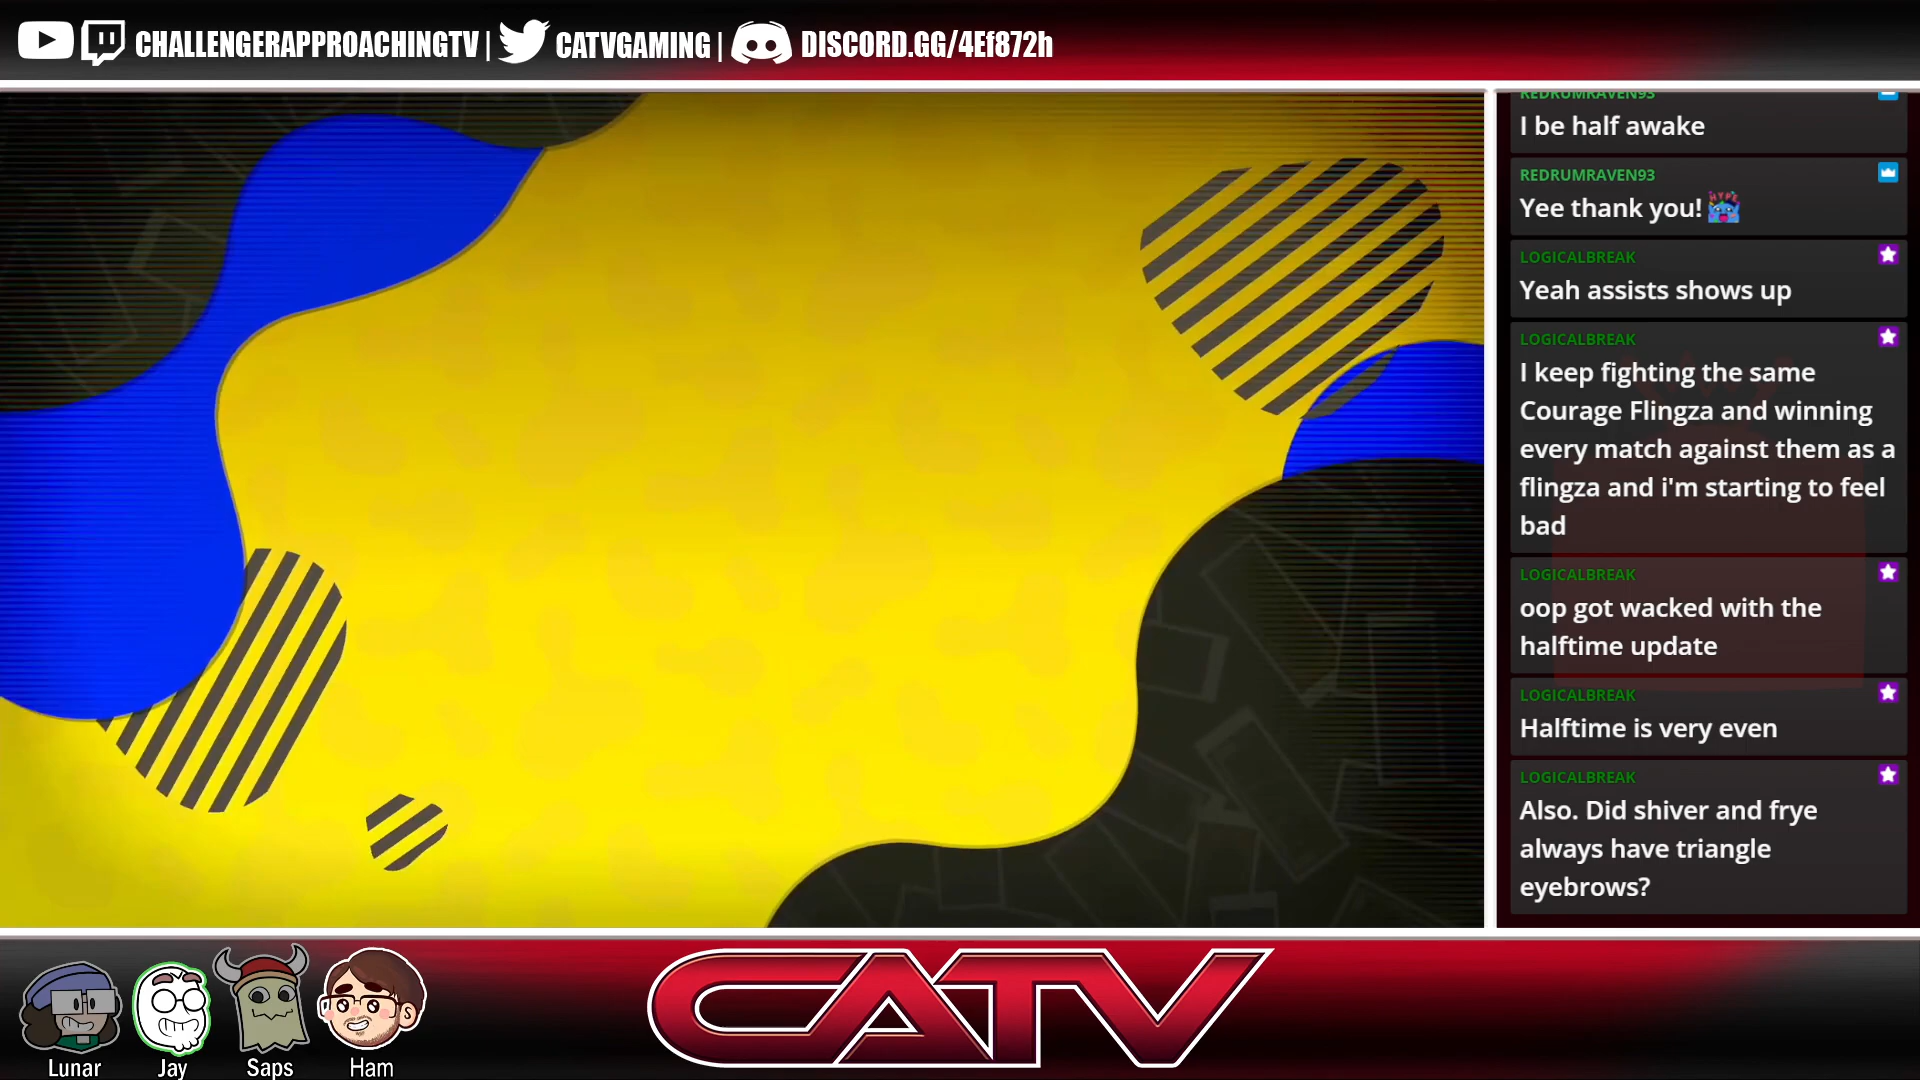 CHALLENGERAPPROACHINGTV | CATVGAMING | DISCORD.GG/4Ef872h
REDRUMRAVEN93
I be half awake
REDRUMRAVEN93
Yee thank you!
HYPE
LOGICALBREAK
Yeah assists shows up
LOGICALBREAK
I keep fighting the same
Courage Flingza and winning
every match against them as a
flingza and i'm starting to feel
bad
LOGICALBREAK
oop got wacked with the
halftime update
LOGICALBREAK
Halftime is very even
LOGICALBREAK
Also. Did shiver and frye
always have triangle
eyebrows?
CATV
Lunar
Jay
Saps
Ham